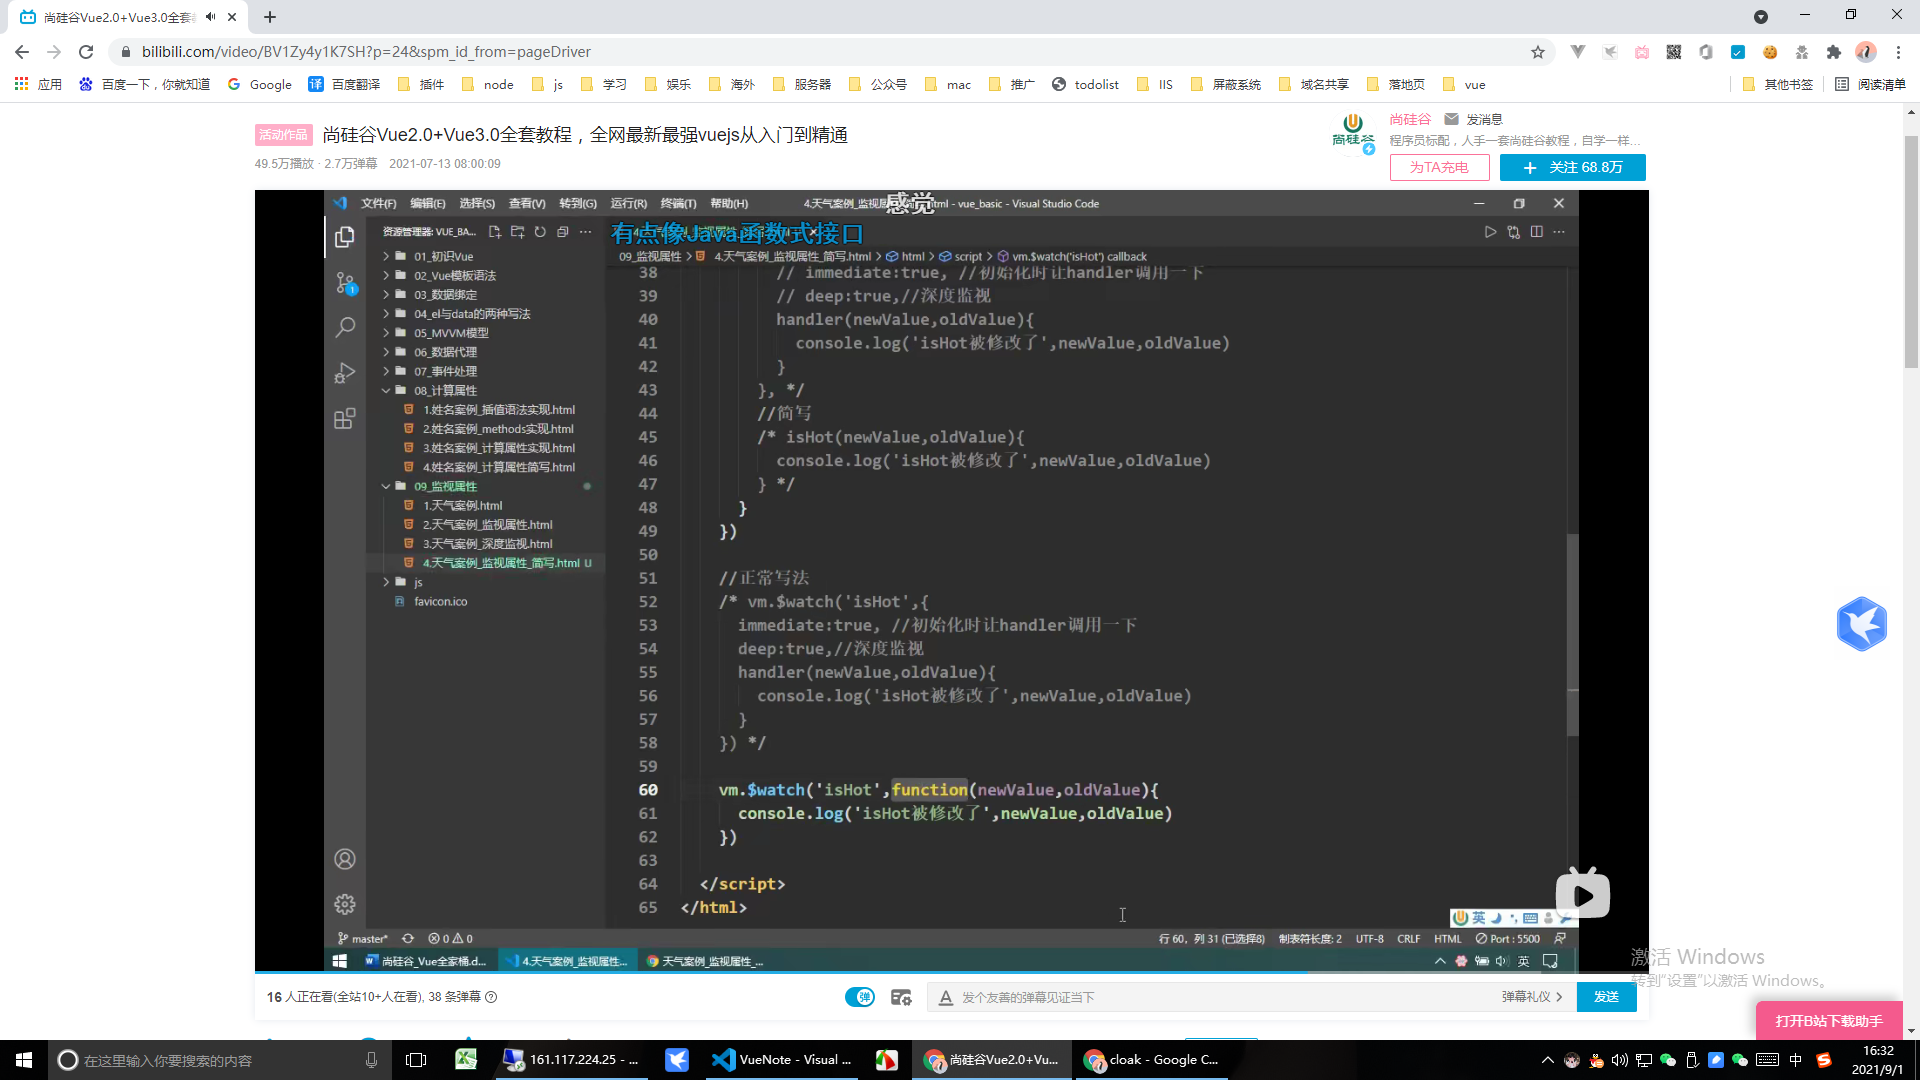 尚硅谷Vue2.0+Vue3.0全套
bilibili.com/video/BV1Zy4y1K7SH?p=24&spm_id_from=pageDriver
应用 百度一下，你就知道 Google 译 百度翻译 插件 node js 学习 娱乐 海外 服务器 公众号 mac 推广 todolist IIS 屏蔽系统 域名共享 落地页 vue 其他书签 阅读清单
活动作品 尚硅谷Vue2.0+Vue3.0全套教程，全网最新最强vuejs从入门到精通
49.5万播放 · 2.7万弹幕 2021-07-13 08:00:09
尚硅谷
尚硅谷 发消息
程序员标配，人手一套尚硅谷教程，自学一样...
为TA充电 + 关注 68.8万
文件(F) 编辑(E) 选择(S) 查看(V) 转到(G) 运行(R) 终端(T) 帮助(H) 4.天气案例_监视 html - vue_basic - Visual Studio Code
感觉
有点像Java函数式接口
资源管理器: VUE_BA...
09_监视属性 > 4.天气案例_监视属性_简写.html > html > script > vm.$watch('isHot') callback
01_初识Vue
02_Vue模板语法
03_数据绑定
04_el与data的两种写法
05_MVVM模型
06_数据代理
07_事件处理
08_计算属性
1.姓名案例_插值语法实现.html
2.姓名案例_methods实现.html
3.姓名案例_计算属性实现.html
4.姓名案例_计算属性简写.html
09_监视属性
1.天气案例.html
2.天气案例_监视属性.html
3.天气案例_深度监视.html
4.天气案例_监视属性_简写.html U
js
favicon.ico
38 // immediate:true, //初始化时让handler调用一下
39 // deep:true,//深度监视
40 handler(newValue,oldValue){
41 console.log('isHot被修改了',newValue,oldValue)
42 }
43 }, */
44 //简写
45 /* isHot(newValue,oldValue){
46 console.log('isHot被修改了',newValue,oldValue)
47 } */
48 }
49 })
50
51 //正常写法
52 /* vm.$watch('isHot',{
53 immediate:true, //初始化时让handler调用一下
54 deep:true,//深度监视
55 handler(newValue,oldValue){
56 console.log('isHot被修改了',newValue,oldValue)
57 }
58 }) */
59
60 vm.$watch('isHot',function(newValue,oldValue){
61 console.log('isHot被修改了',newValue,oldValue)
62 })
63
64 </script>
65 </html>
英
master* 0 0 行 60，列 31 (已选择8) 制表符长度: 2 UTF-8 CRLF HTML Port : 5500
尚硅谷_Vue全家桶.d... 4.天气案例_监视属性... 天气案例_监视属性_... 英
激活 Windows
转到"设置"以激活 Windows。
16 人正在看(全站10+人在看), 38 条弹幕 弹 A 发个友善的弹幕见证当下 弹幕礼仪 > 发送
打开B站下载助手
在这里输入你要搜索的内容 161.117.224.25 - ... VueNote - Visual ... 尚硅谷Vue2.0+Vu... cloak - Google C... 中
16:32
2021/9/1